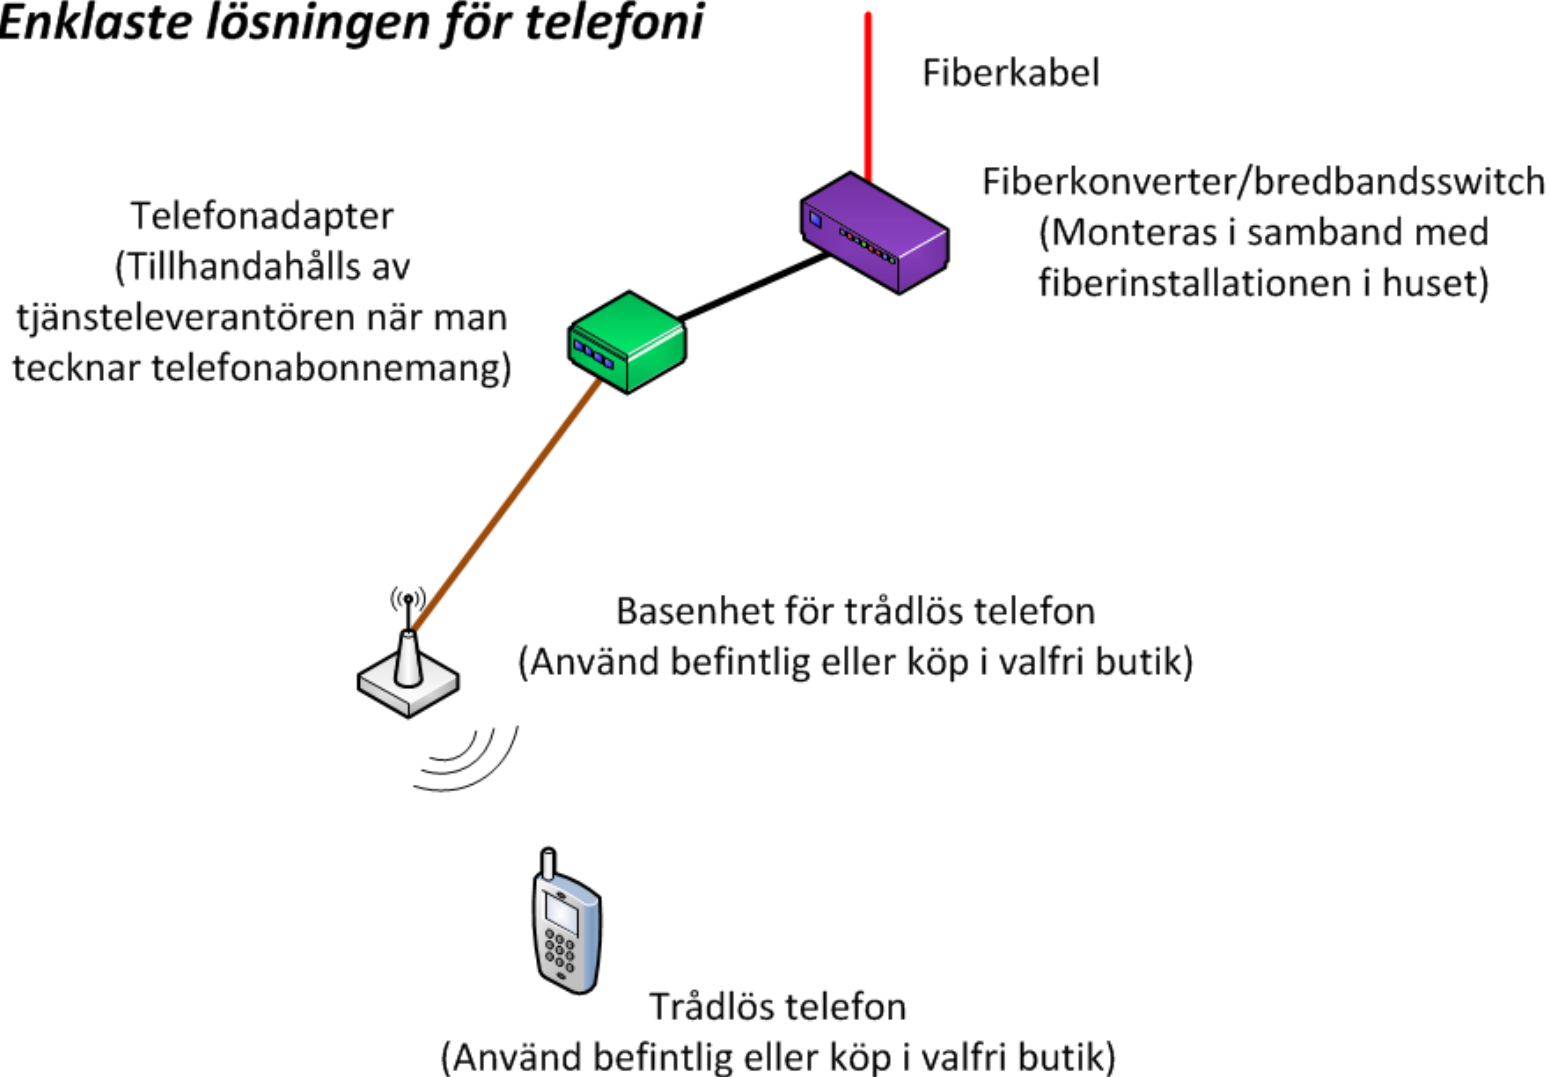 Enklaste lösningen för telefoni
Fiberkabel
Fiberkonverter/bredbandsswitch
(Monteras i samband med
fiberinstallationen i huset)
Telefonadapter
(Tillhandahålls av
tjänsteleverantören när man
tecknar telefonabonnemang)
Basenhet för trådlös telefon
(Använd befintlig eller köp i valfri butik)
Trådlös telefon
(Använd befintlig eller köp i valfri butik)